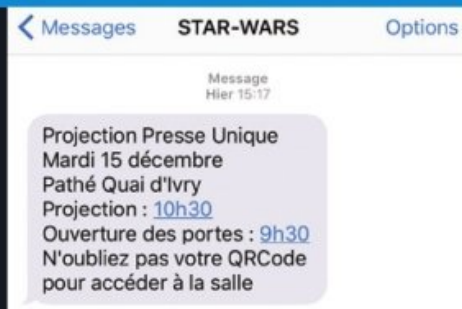 Messages STAR-WARS Options
Message
Hier 15:17
Projection Presse Unique
Mardi 15 décembre
Pathé Quai d'Ivry
Projection : 10h30
Ouverture des portes : 9h30
N'oubliez pas votre QRCode
pour accéder à la salle